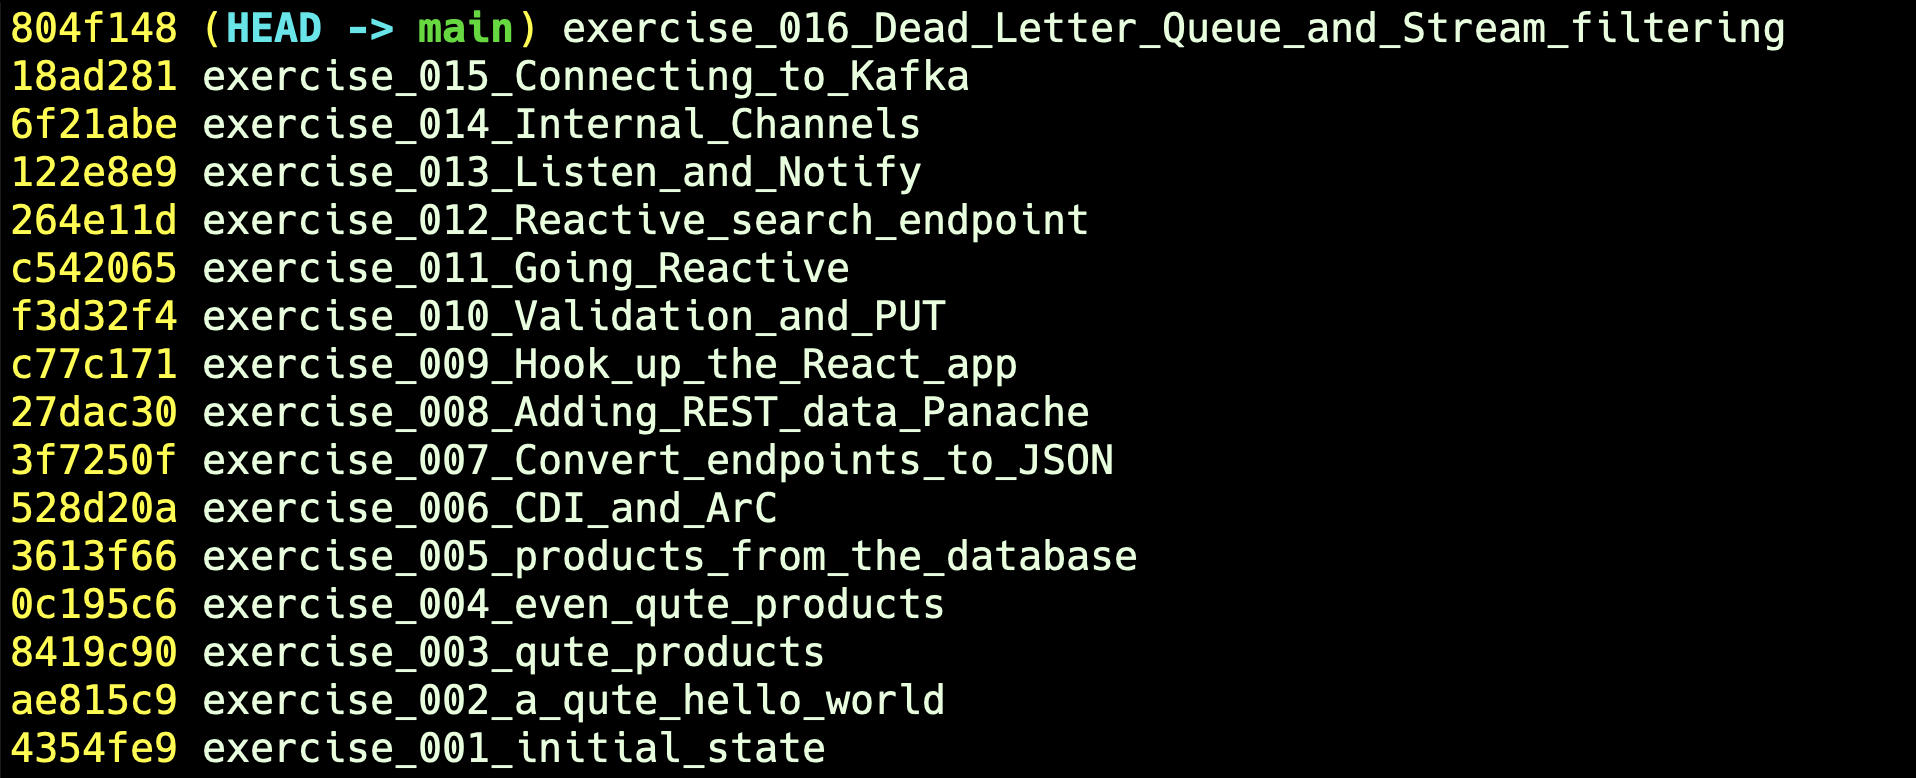 804f148 (HEAD -> main) exercise_016_Dead_Letter_Queue_and_Stream_filtering
18ad281 exercise_015_Connecting_to_Kafka
6f21abe exercise_014_Internal_Channels
122e8e9 exercise_013_Listen_and_Notify
264e11d exercise_012_Reactive_search_endpoint
c542065 exercise_011_Going_Reactive
f3d32f4 exercise_010_Validation_and_PUT
c77c171 exercise_009_Hook_up_the_React_app
27dac30 exercise_008_Adding_REST_data_Panache
3f7250f exercise_007_Convert_endpoints_to_JSON
528d20a exercise_006_CDI_and_ArC
3613f66 exercise_005_products_from_the_database
0c195c6 exercise_004_even_qute_products
8419c90 exercise_003_qute_products
ae815c9 exercise_002_a_qute_hello_world
4354fe9 exercise_001_initial_state